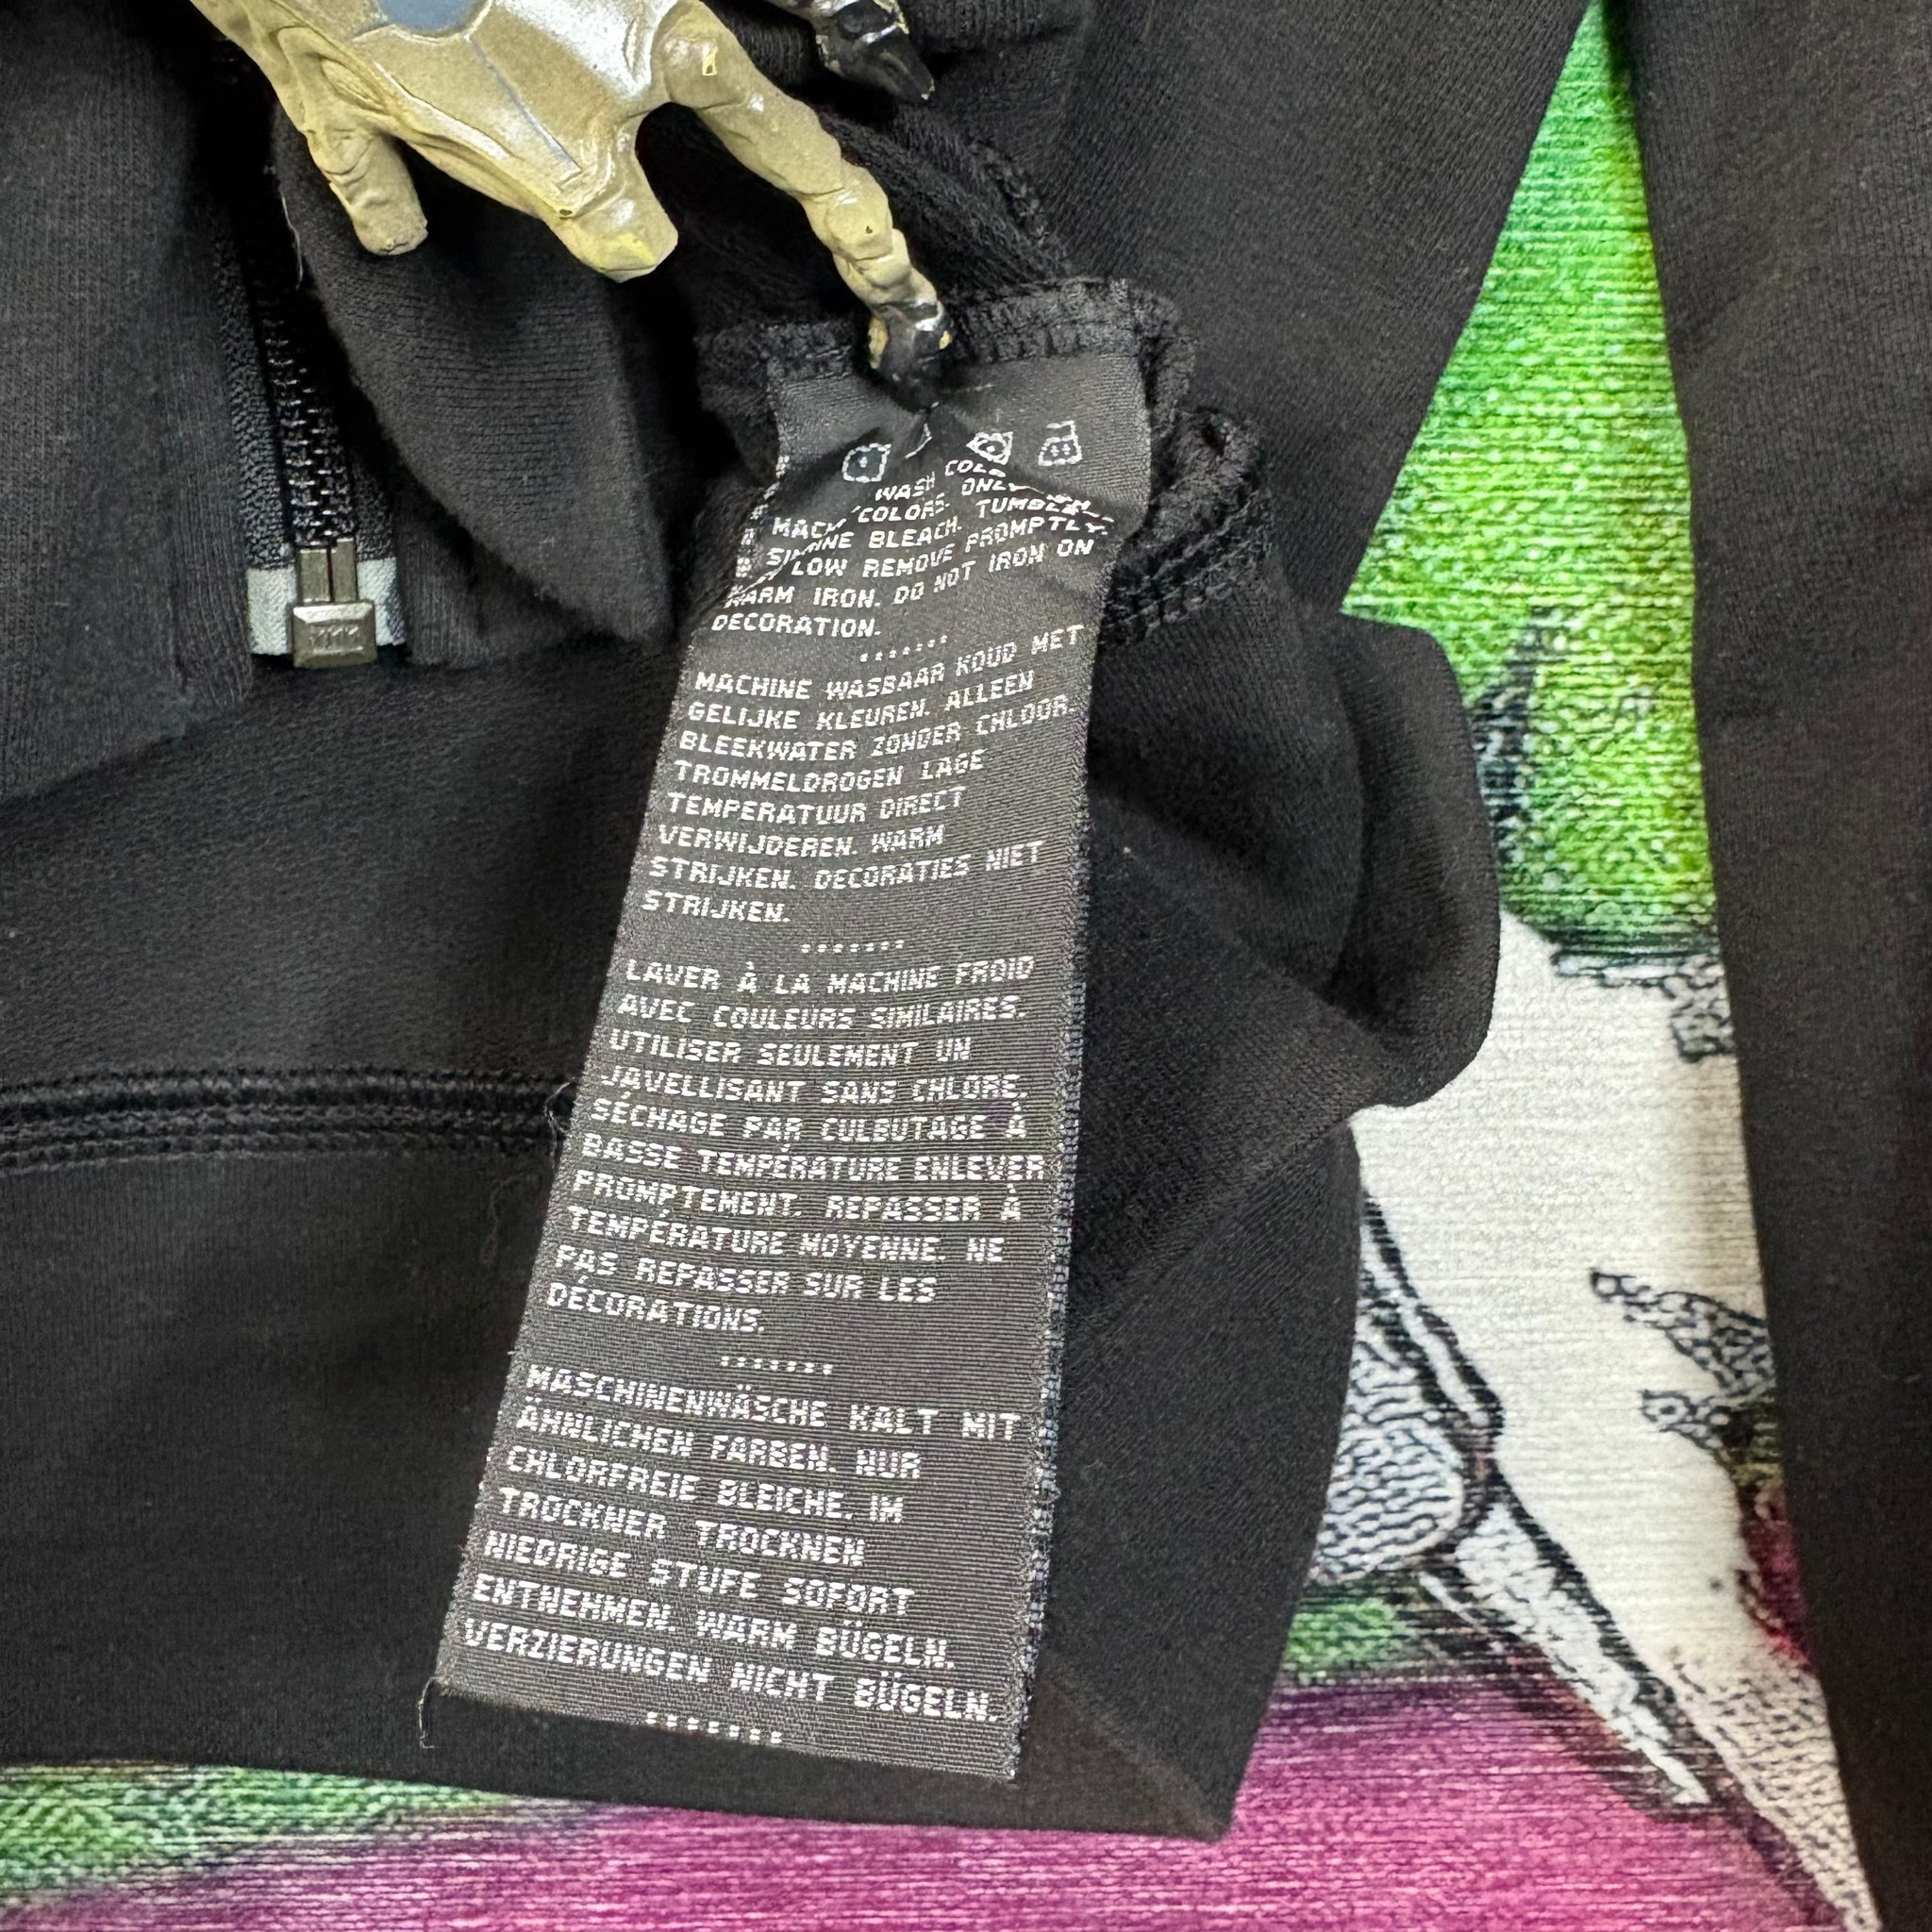 WASH COLD
COLORS. ONLY
BLEACH. TUMBLE
LOW REMOVE PROMPTLY.
WARM IRON. DO NOT IRON ON
DECORATION.
MACHINE WASBAAR KOUD MET
GELIJKE KLEUREN. ALLEEN
BLEEKWATER ZONDER CHLOOR.
TROMMELDROGEN LAGE
TEMPERATUUR DIRECT
VERWIJDEREN. WARM
STRIJKEN. DECORATIES NIET
STRIJKEN.
LAVER À LA MACHINE FROID
AVEC COULEURS SIMILAIRES.
UTILISER SEULEMENT UN
JAVELLISANT SANS CHLORE.
SÉCHAGE PAR CULBUTAGE À
BASSE TEMPÉRATURE ENLEVER
PROMPTEMENT. REPASSER À
TEMPÉRATURE MOYENNE. NE
PAS REPASSER SUR LES
DÉCORATIONS.
MASCHINENWÄSCHE KALT MIT
ÄHNLICHEN FARBEN. NUR
CHLORFREIE BLEICHE. IM
TROCKNER TROCKNEN
NIEDRIGE STUFE SOFORT
ENTNEHMEN. WARM BÜGELN.
VERZIERUNGEN NICHT BÜGELN.